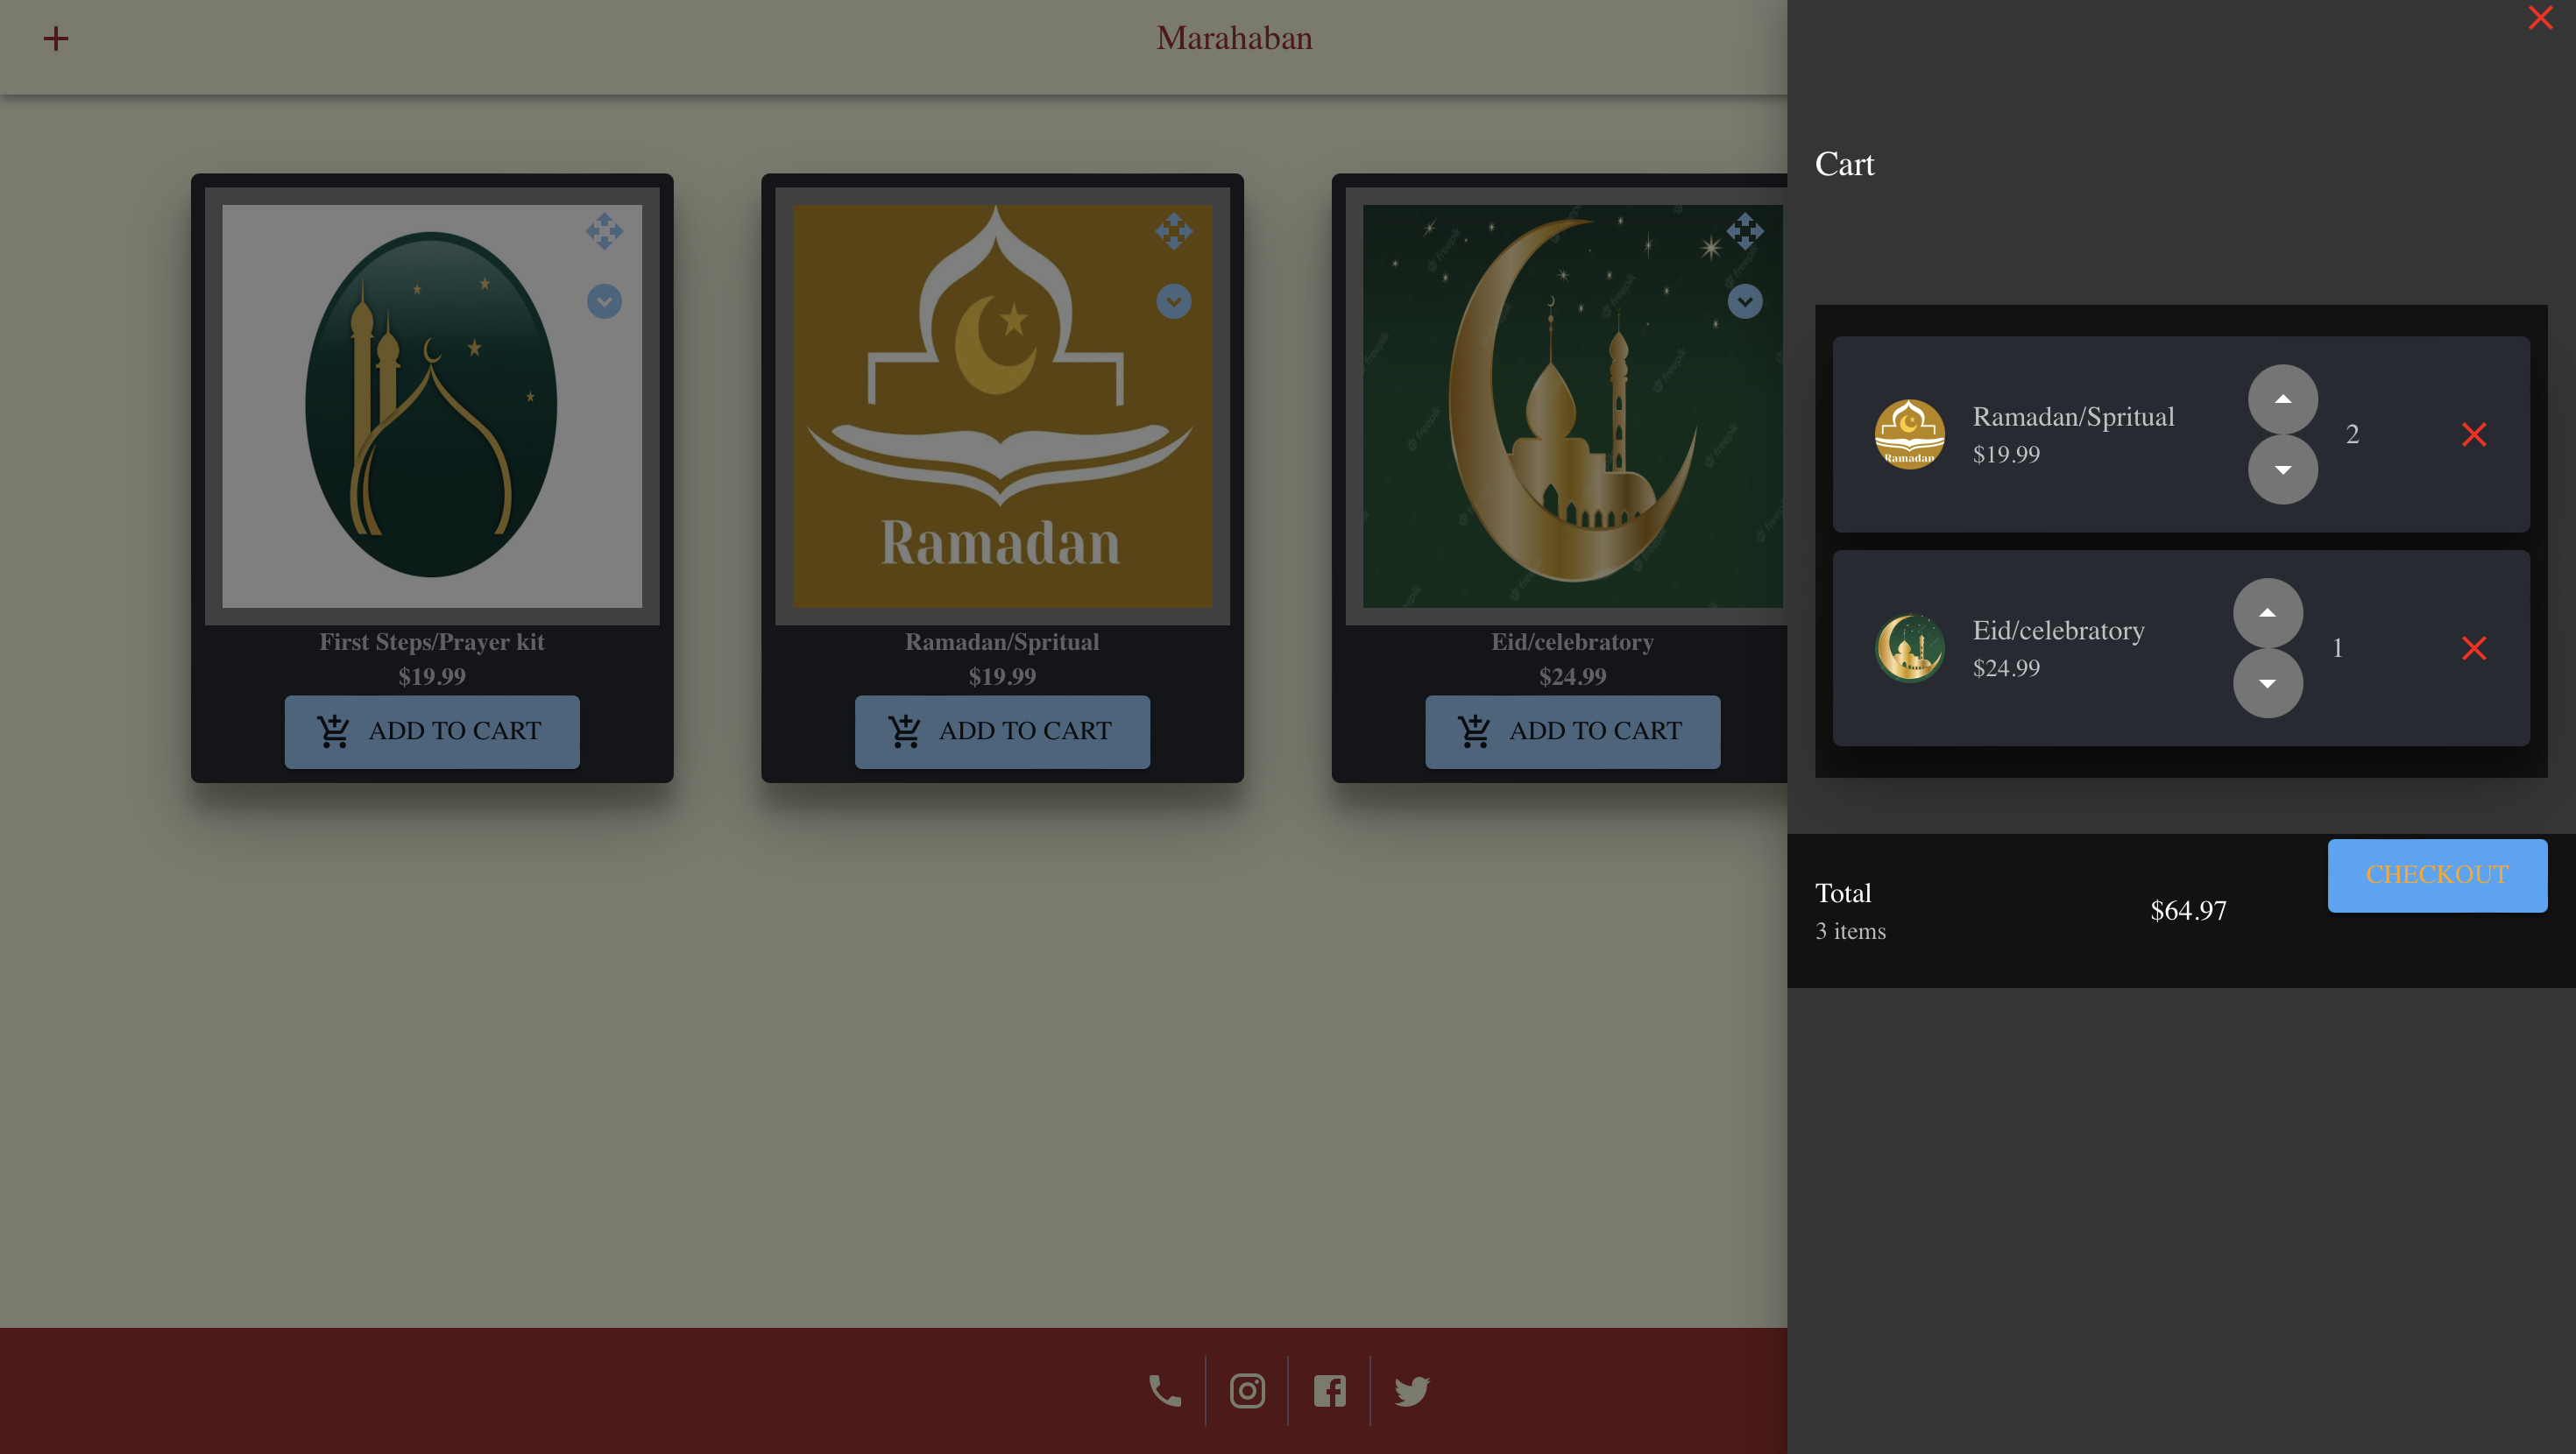 Marahaban
Ramadan
First Steps/Prayer kit
$19.99
ADD TO CART
Ramadan/Spritual
$19.99
ADD TO CART
freepik
Eid/celebratory
$24.99
ADD TO CART
Cart
Ramadan
Ramadan/Spritual
$19.99
2
Eid/celebratory
$24.99
1
Total
3 items
$64.97
CHECKOUT